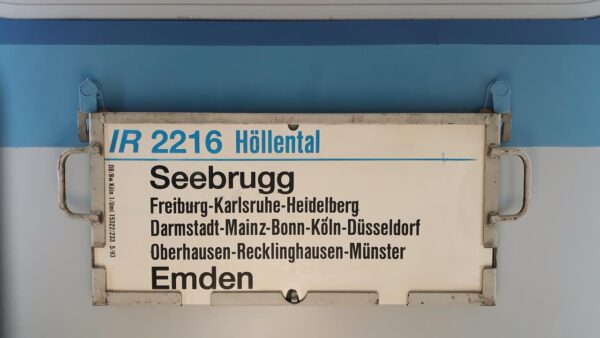 IR 2216 Höllental
Seebrugg
Freiburg-Karlsruhe-Heidelberg
Darmstadt-Mainz-Bonn-Köln-Düsseldorf
Oberhausen-Recklinghausen-Münster
Emden